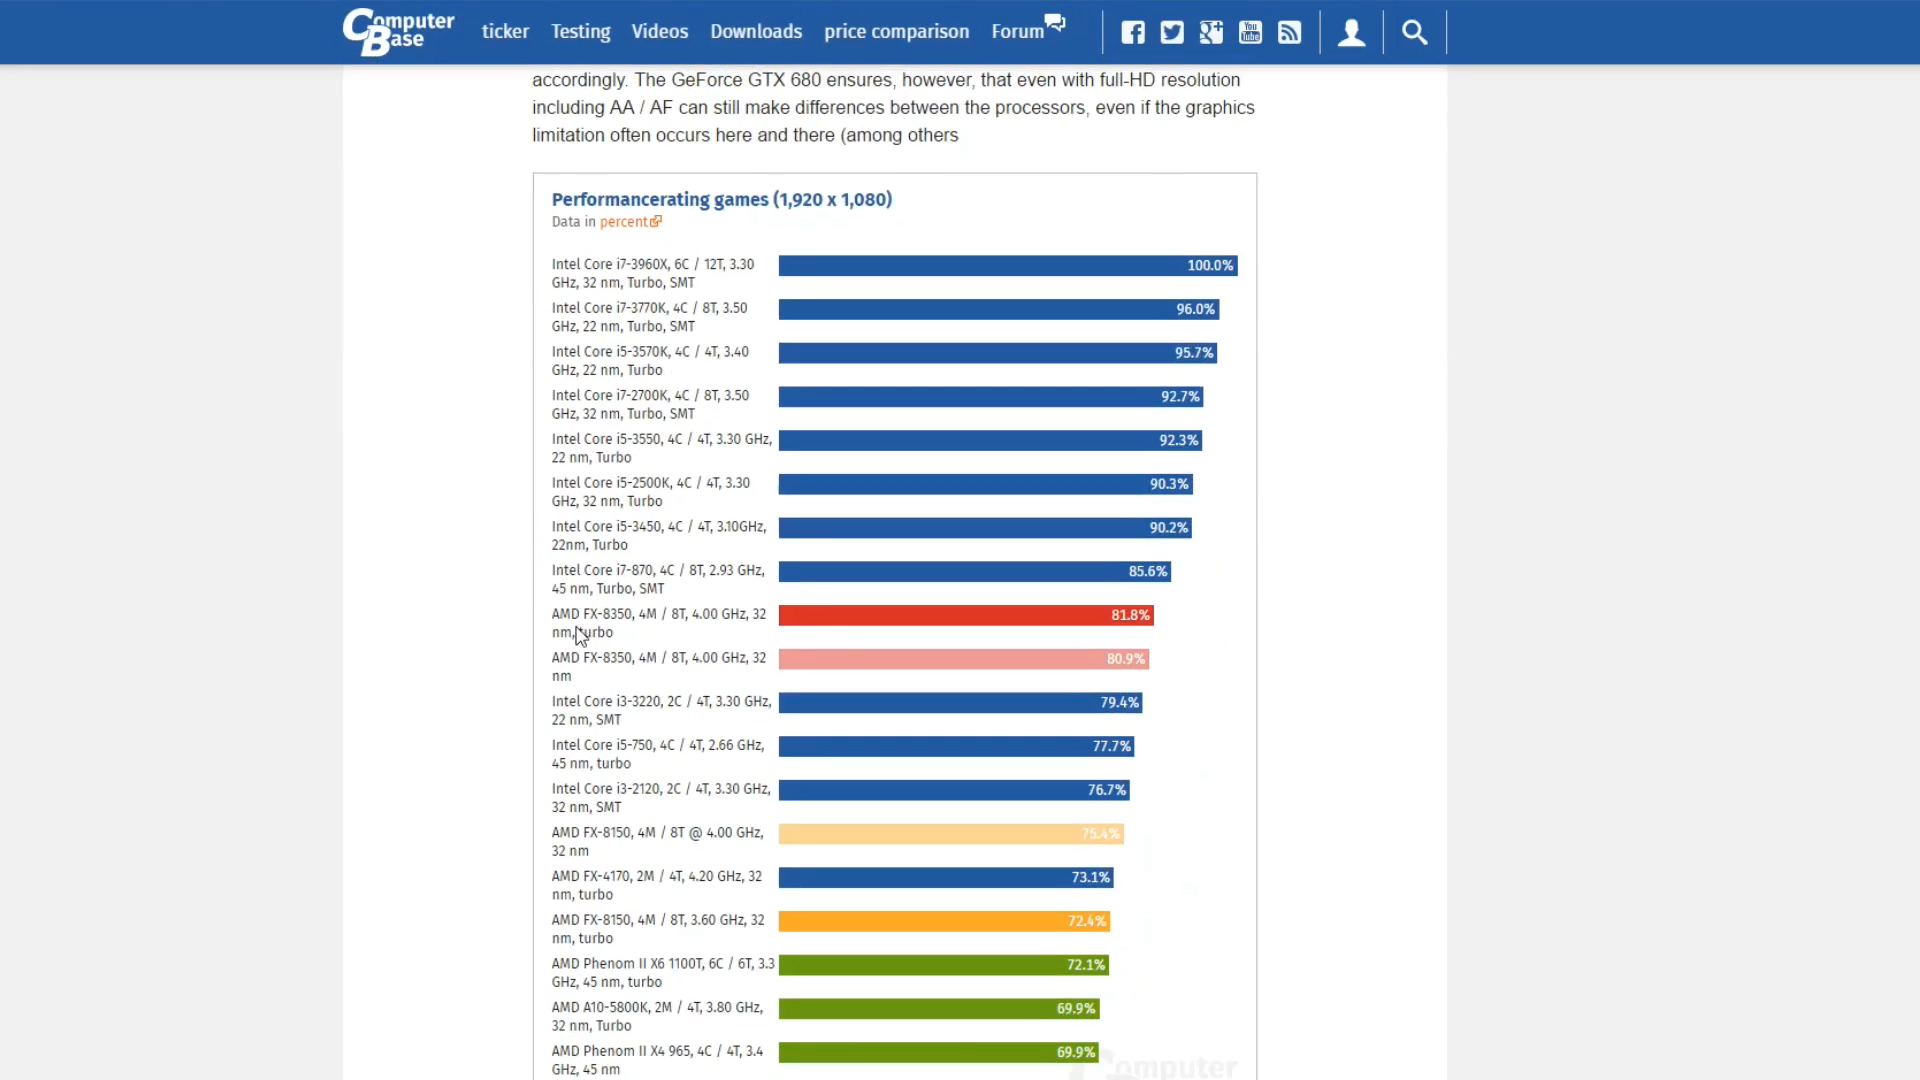 Computer Base
ticker
Testing
Videos
Downloads
price comparison
Forum
You Tube
accordingly. The GeForce GTX 680 ensures, however, that even with full-HD resolution
including AA / AF can still make differences between the processors, even if the graphics
limitation often occurs here and there (among others
Performancerating games (1,920 x 1,080)
Data in percent
Intel Core i7-3960X, 6C / 12T, 3.30
GHz, 32 nm, Turbo, SMT
100.0%
Intel Core i7-3770K, 4C / 8T, 3.50
GHz, 22 nm, Turbo, SMT
96.0%
Intel Core i5-3570K, 4C / 4T, 3.40
GHz, 22 nm, Turbo
95.7%
Intel Core i7-2700K, 4C / 8T, 3.50
GHz, 32 nm, Turbo, SMT
92.7%
Intel Core i5-3550, 4C / 4T, 3.30 GHz,
22 nm, Turbo
92.3%
Intel Core i5-2500K, 4C / 4T, 3.30
GHz, 32 nm, Turbo
90.3%
Intel Core i5-3450, 4C / 4T, 3.10GHz,
22nm, Turbo
90.2%
Intel Core i7-870, 4C / 8T, 2.93 GHz,
45 nm, Turbo, SMT
85.6%
AMD FX-8350, 4M / 8T, 4.00 GHz, 32
nm, turbo
81.8%
AMD FX-8350, 4M / 8T, 4.00 GHz, 32
nm
80.9%
Intel Core i3-3220, 2C / 4T, 3.30 GHz,
22 nm, SMT
79.4%
Intel Core i5-750, 4C / 4T, 2.66 GHz,
45 nm, turbo
77.7%
Intel Core i3-2120, 2C / 4T, 3.30 GHz,
32 nm, SMT
76.7%
AMD FX-8150, 4M / 8T @ 4.00 GHz,
32 nm
75.4%
AMD FX-4170, 2M / 4T, 4.20 GHz, 32
nm, turbo
73.1%
AMD FX-8150, 4M / 8T, 3.60 GHz, 32
nm, turbo
72.4%
AMD Phenom II X6 1100T, 6C / 6T, 3.3
GHz, 45 nm, turbo
72.1%
AMD A10-5800K, 2M / 4T, 3.80 GHz,
32 nm, Turbo
69.9%
AMD Phenom II X4 965, 4C / 4T, 3.4
GHz, 45 nm
69.9%
Computer